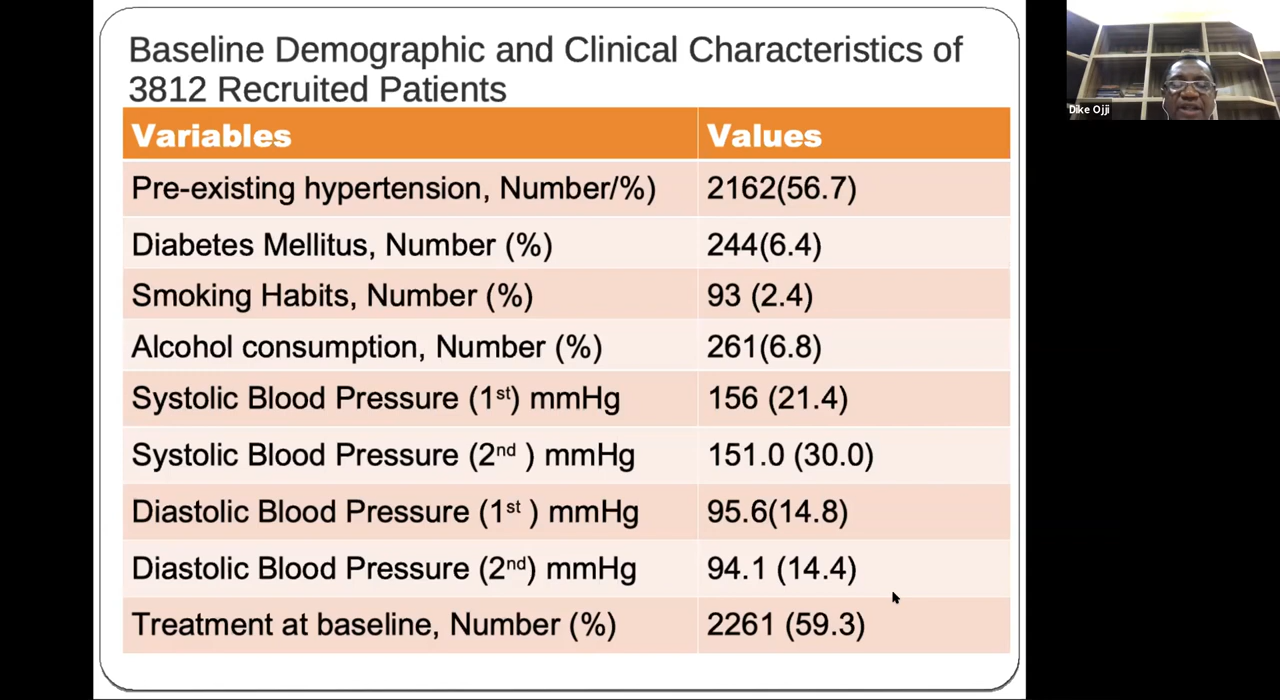 Baseline Demographic and Clinical Characteristics of
3812 Recruited Patients
Variables Values
Pre-existing hypertension, Number/%) 2162(56.7)
Diabetes Mellitus, Number (%) 244(6.4)
Smoking Habits, Number (%) 93 (2.4)
Alcohol consumption, Number (%) 261(6.8)
Systolic Blood Pressure (1st) mmHg 156 (21.4)
Systolic Blood Pressure (2nd ) mmHg 151.0 (30.0)
Diastolic Blood Pressure (1st ) mmHg 95.6(14.8)
Diastolic Blood Pressure (2nd) mmHg 94.1 (14.4)
Treatment at baseline, Number (%) 2261 (59.3)
Dike Ojji